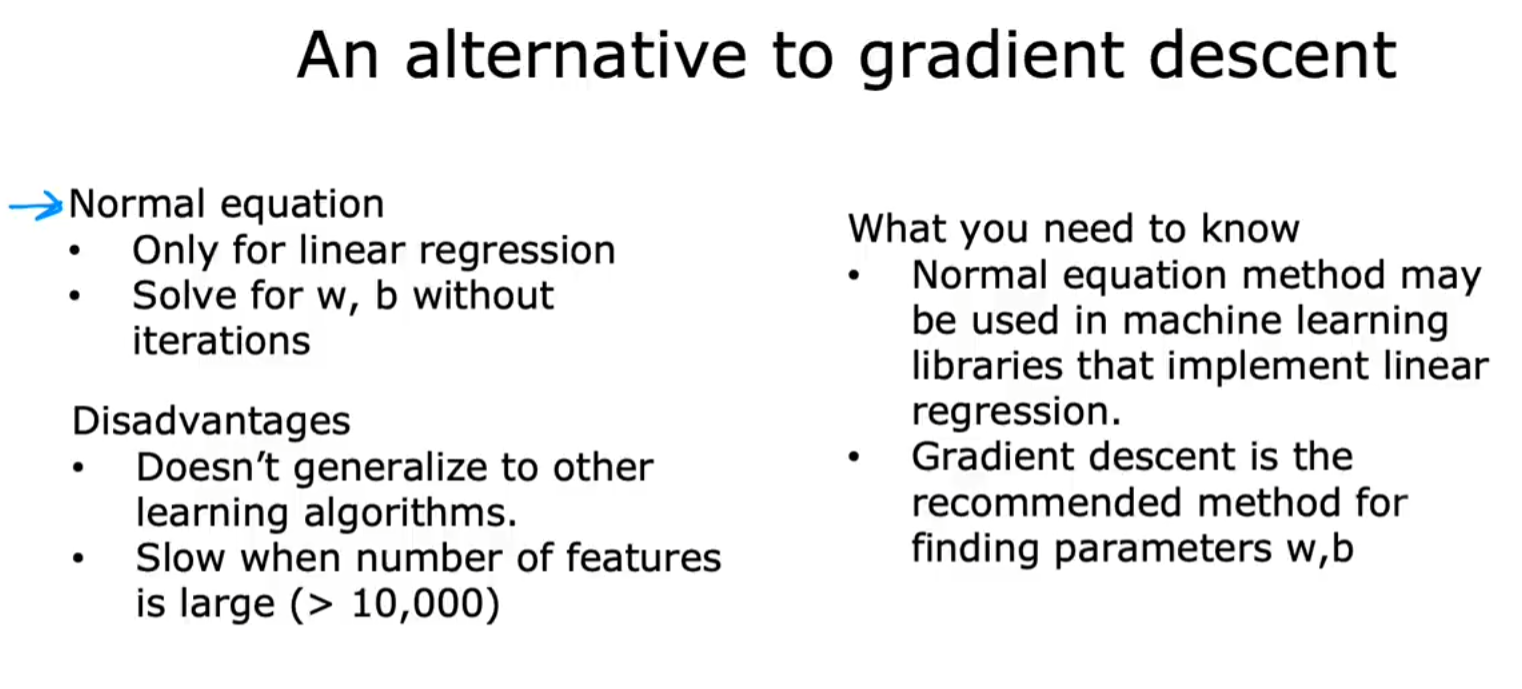 An alternative to gradient descent
Normal equation
• Only for linear regression
• Solve for w, b without
iterations
Disadvantages
• Doesn’t generalize to other
learning algorithms.
• Slow when number of features
is large (> 10,000)
What you need to know
• Normal equation method may
be used in machine learning
libraries that implement linear
regression.
• Gradient descent is the
recommended method for
finding parameters w,b